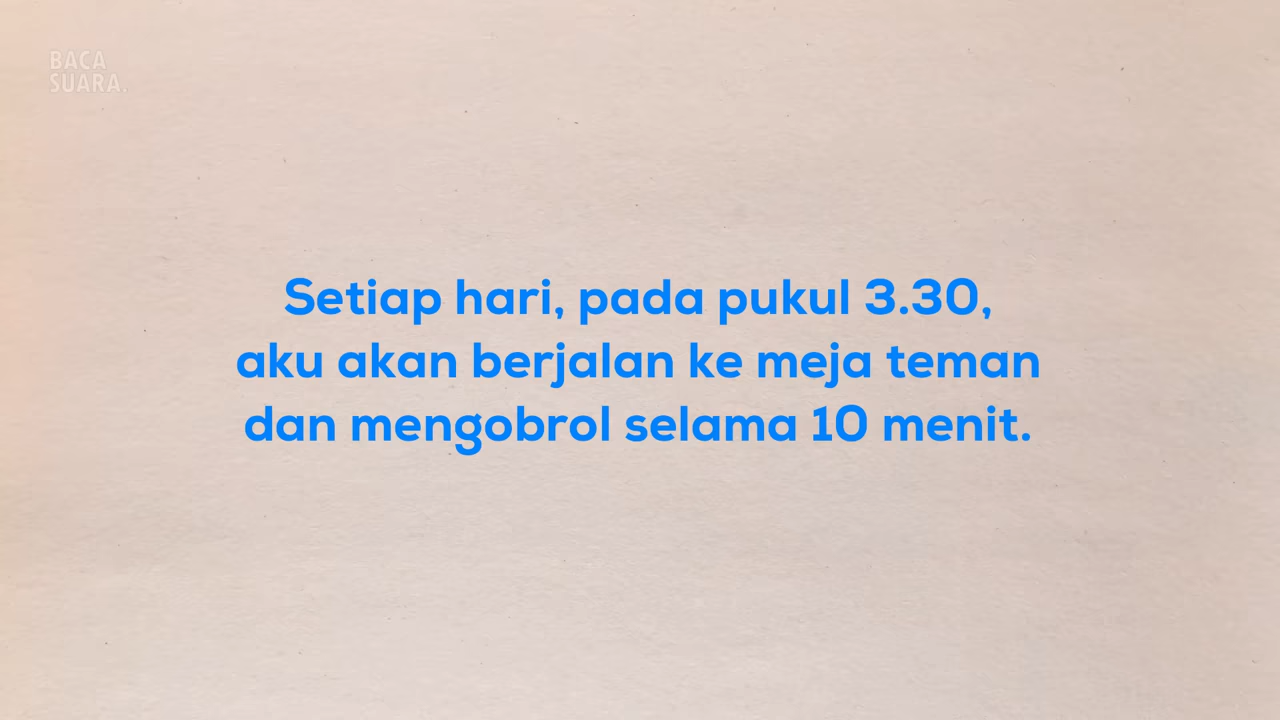 BACA
SUARA.
Setiap hari, pada pukul 3.30,
aku akan berjalan ke meja teman
dan mengobrol selama 10 menit.